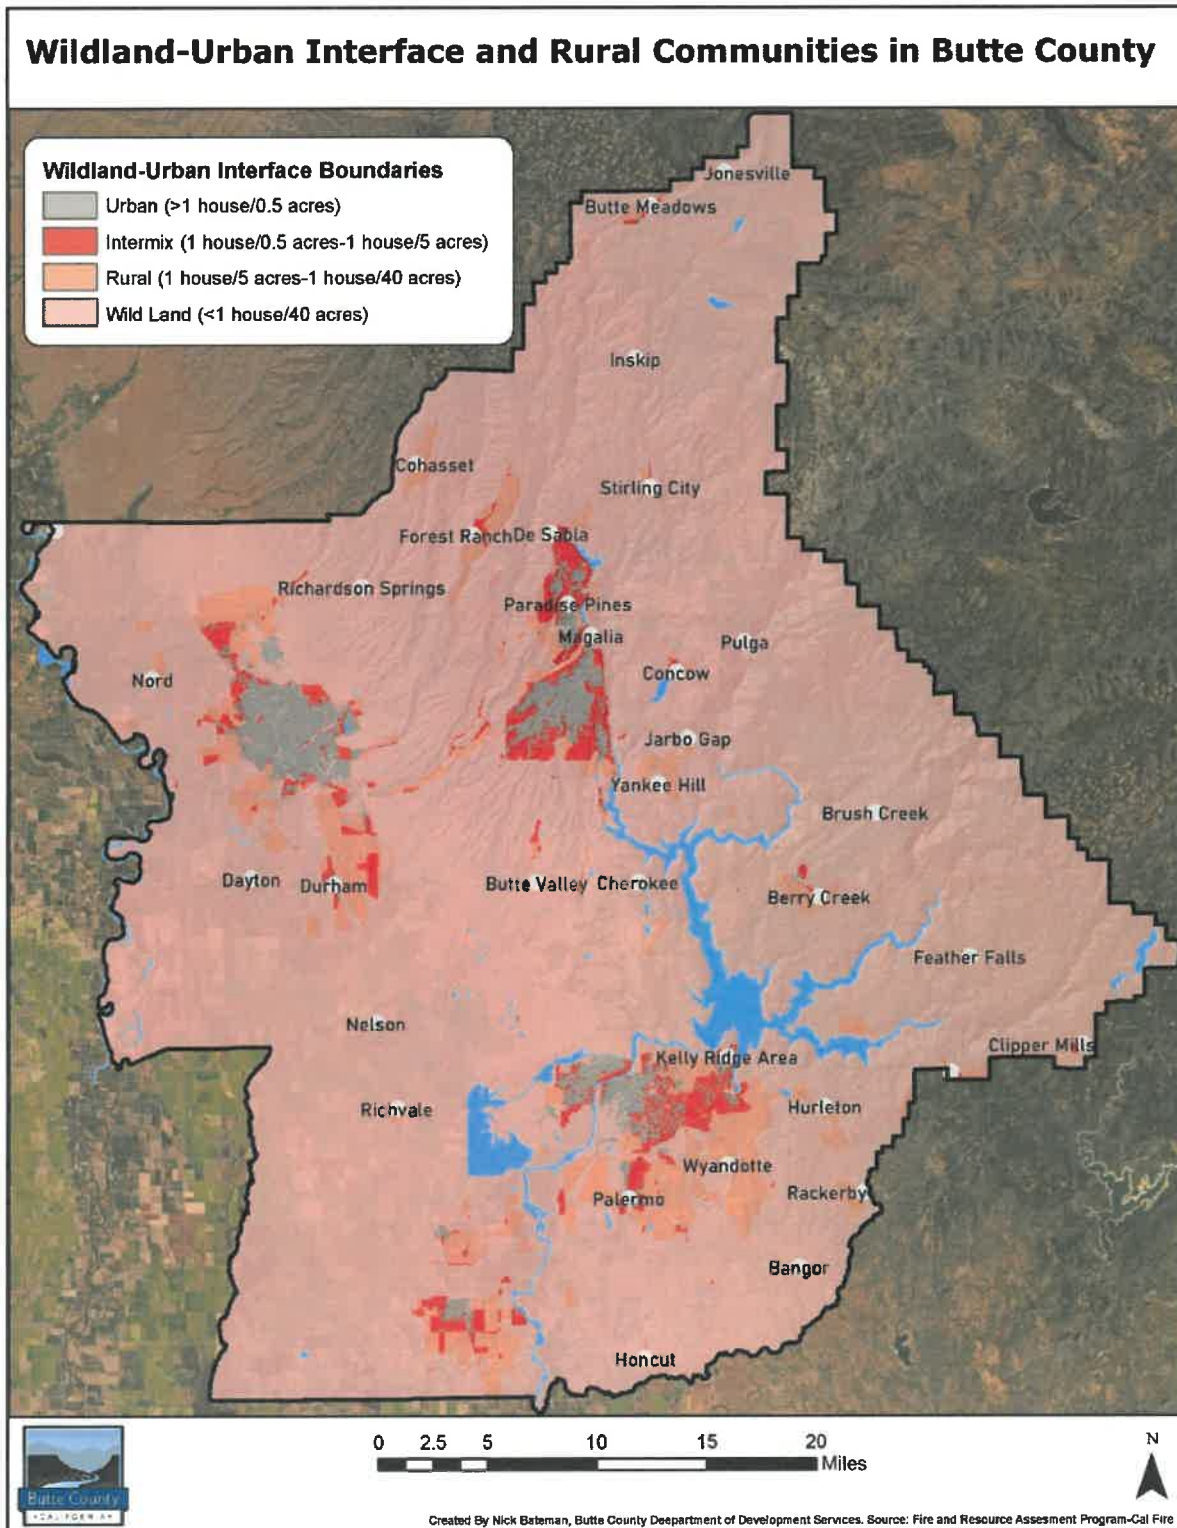 Wildland-Urban Interface and Rural Communities in Butte County
Wildland-Urban Interface Boundaries
Urban (>1 house/0.5 acres)
Intermix (1 house/0.5 acres-1 house/5 acres)
Rural (1 house/5 acres-1 house/40 acres)
Wild Land (<1 house/40 acres)
Jonesville
Butte Meadows
Inskip
Cohasset
Stirling City
Forest Ranch
De Sabla
Richardson Springs
Paradise Pines
Magalia
Pulga
Nord
Concow
Jarbo Gap
Yankee Hill
Brush Creek
Dayton
Durham
Butte Valley
Cherokee
Berry Creek
Feather Falls
Nelson
Clipper Mills
Kelly Ridge Area
Richvale
Hurleton
Wyandotte
Palermo
Rackerby
Bangor
Honcut
0 2.5 5 10 15 20
Miles
N
Butte County
CALIFORNIA
Created By Nick Bateman, Butte County Deepartment of Development Services. Source: Fire and Resource Assesment Program-Cal Fire